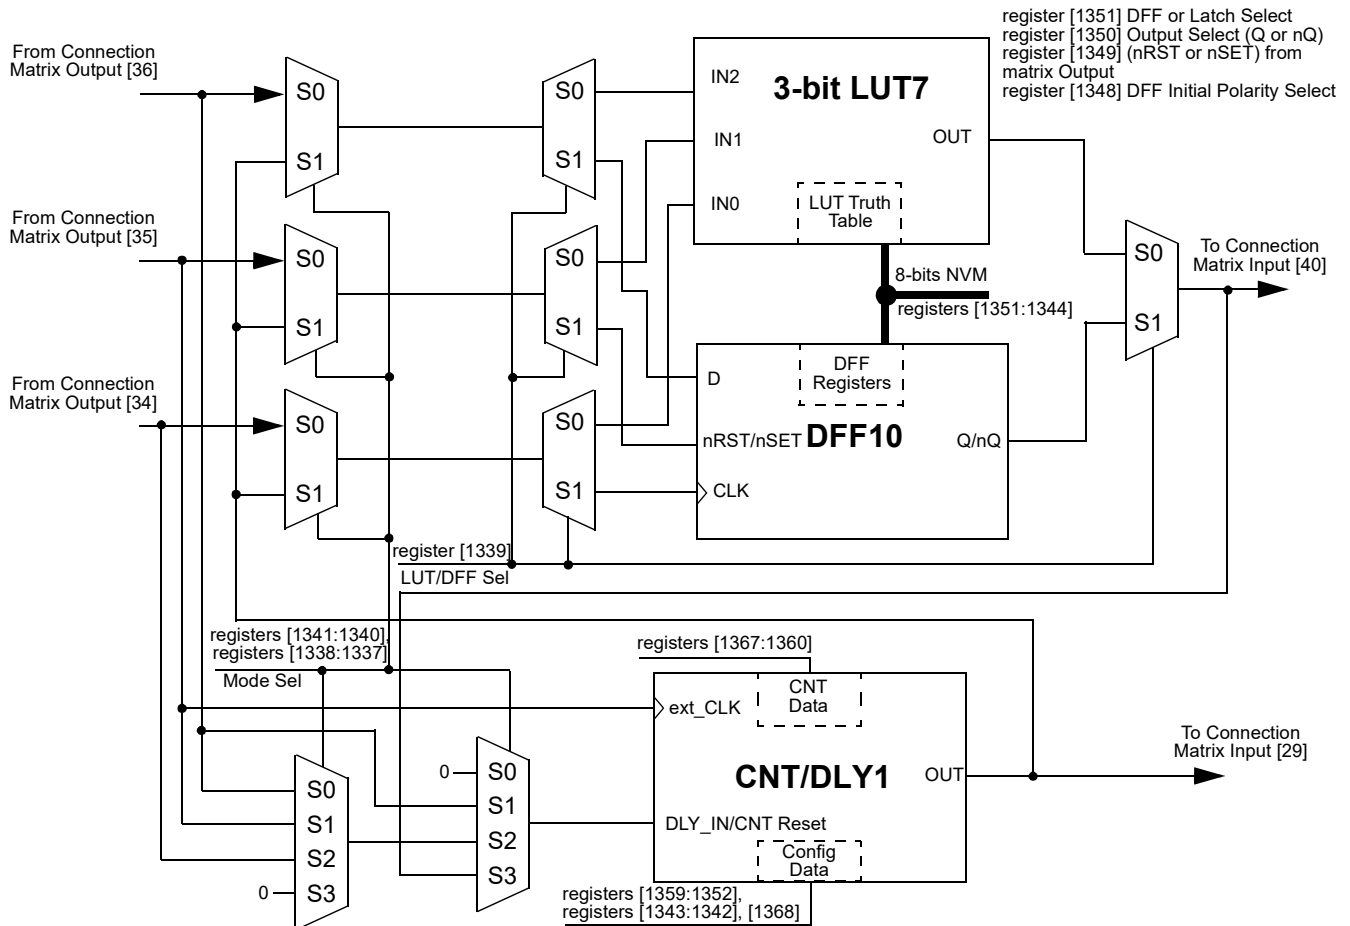 register [1351] DFF or Latch Select
register [1350] Output Select (Q or nQ)
register [1349] (nRST or nSET) from
matrix Output
register [1348] DFF Initial Polarity Select
From Connection
Matrix Output [36]
S0
S1
S0
S1
IN2
3-bit LUT7
IN1
OUT
IN0
LUT Truth
Table
From Connection
Matrix Output [35]
S0
S1
S0
S1
8-bits NVM
registers [1351:1344]
S0
S1
To Connection
Matrix Input [40]
From Connection
Matrix Output [34]
S0
S1
S0
S1
D
DFF
Registers
nRST/nSET
DFF10
Q/nQ
CLK
register [1339]
LUT/DFF Sel
registers [1341:1340],
registers [1338:1337]
Mode Sel
registers [1367:1360]
ext_CLK
CNT
Data
CNT/DLY1
OUT
To Connection
Matrix Input [29]
DLY_IN/CNT Reset
Config
Data
0
S0
S1
S2
S3
S0
S1
S2
0
S3
registers [1359:1352],
registers [1343:1342], [1368]